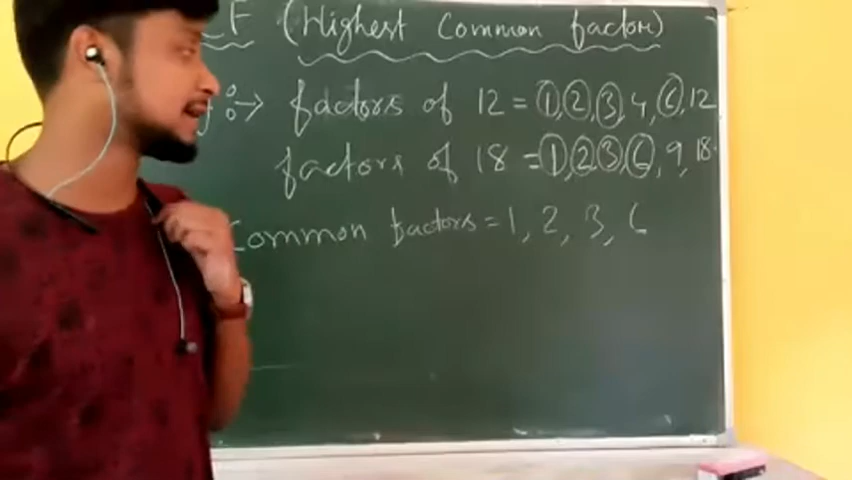 CF (Highest Common factor)
g :→ factors of 12 = 1, 2, 3, 4, 6, 12
factors of 18 = 1, 2, 3, 6, 9, 18
Common factors = 1, 2, 3, 6